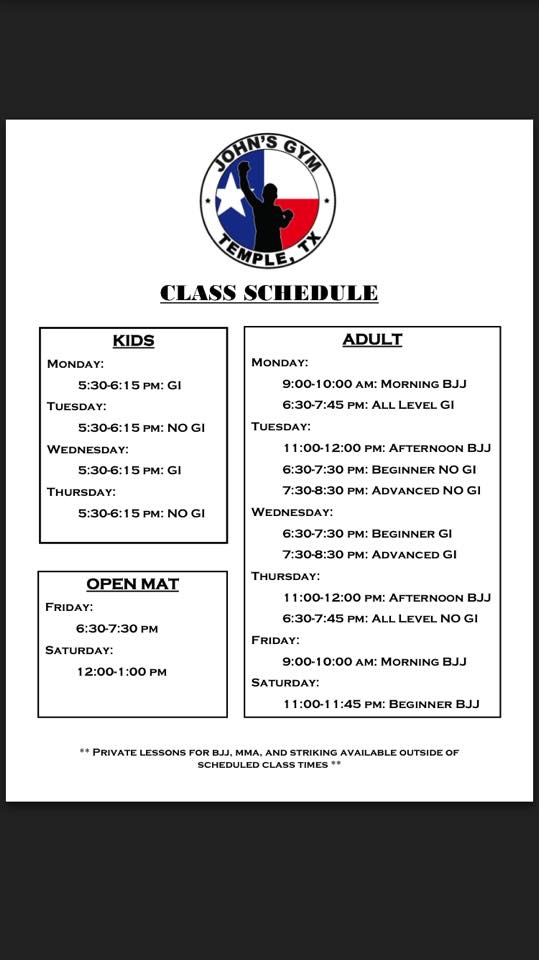 JOHN'S GYM
TEMPLE, TX
CLASS SCHEDULE
KIDS
MONDAY:
5:30-6:15 PM: GI
TUESDAY:
5:30-6:15 PM: NO GI
WEDNESDAY:
5:30-6:15 PM: GI
THURSDAY:
5:30-6:15 PM: NO GI
OPEN MAT
FRIDAY:
6:30-7:30 PM
SATURDAY:
12:00-1:00 PM
ADULT
MONDAY:
9:00-10:00 AM: MORNING BJJ
6:30-7:45 PM: ALL LEVEL GI
TUESDAY:
11:00-12:00 PM: AFTERNOON BJJ
6:30-7:30 PM: BEGINNER NO GI
7:30-8:30 PM: ADVANCED NO GI
WEDNESDAY:
6:30-7:30 PM: BEGINNER GI
7:30-8:30 PM: ADVANCED GI
THURSDAY:
11:00-12:00 PM: AFTERNOON BJJ
6:30-7:45 PM: ALL LEVEL NO GI
FRIDAY:
9:00-10:00 AM: MORNING BJJ
SATURDAY:
11:00-11:45 PM: BEGINNER BJJ
** PRIVATE LESSONS FOR BJJ, MMA, AND STRIKING AVAILABLE OUTSIDE OF
SCHEDULED CLASS TIMES **